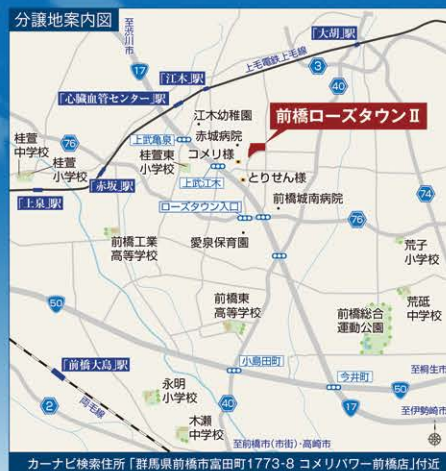 分譲地案内図
至渋川市
17
「大胡」駅
上毛電鉄上毛線
3
「江木」駅
40
「心臓血管センター」駅
江木幼稚園
前橋ローズタウンⅡ
桂萱
中学校
76
上武亀泉
赤城病院
コメリ様
桂萱
小学校
桂萱東
小学校
とりせん様
74
「赤坂」駅
上武江木
「上泉」駅
前橋城南病院
ローズタウン入口
76
前橋工業
高等学校
愛泉保育園
荒子
小学校
50
前橋東
高等学校
前橋総合
運動公園
荒砥
中学校
「前橋大島」駅
小島田町
至桐生市
永明
小学校
今井町
50
2
両毛線
木瀬
中学校
40
17
至伊勢崎市
至前橋市(市街)・高崎市
カーナビ検索住所「群馬県前橋市富田町1773-8 コメリパワー前橋店」付近